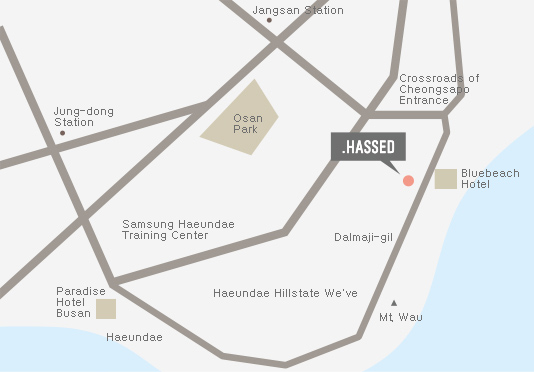 Jangsan Station
Crossroads of
Cheongsapo
Entrance
Jung-dong
Station
Osan
Park
.HASSED
Bluebeach
Hotel
Samsung Haeundae
Training Center
Dalmaji-gil
Paradise
Hotel
Busan
Haeundae Hillstate We've
Mt. Wau
Haeundae